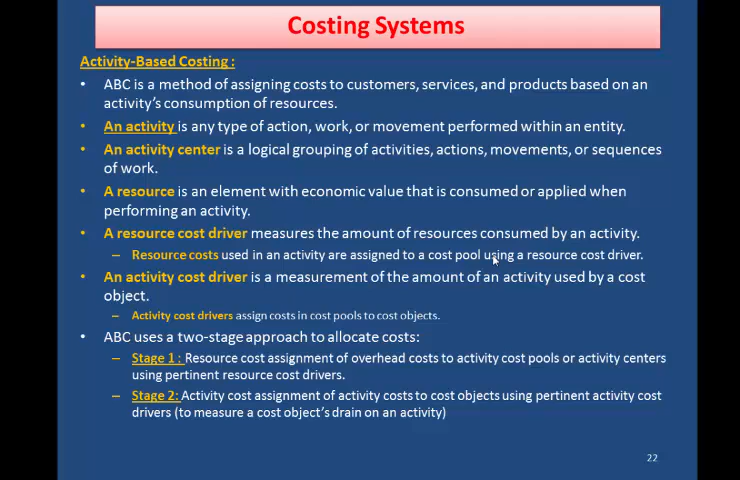 Costing Systems
Activity-Based Costing :
• ABC is a method of assigning costs to customers, services, and products based on an
activity's consumption of resources.
• An activity is any type of action, work, or movement performed within an entity.
• An activity center is a logical grouping of activities, actions, movements, or sequences
of work.
• A resource is an element with economic value that is consumed or applied when
performing an activity.
• A resource cost driver measures the amount of resources consumed by an activity.
– Resource costs used in an activity are assigned to a cost pool using a resource cost driver.
• An activity cost driver is a measurement of the amount of an activity used by a cost
object.
– Activity cost drivers assign costs in cost pools to cost objects.
• ABC uses a two-stage approach to allocate costs:
– Stage 1 : Resource cost assignment of overhead costs to activity cost pools or activity centers
using pertinent resource cost drivers.
– Stage 2: Activity cost assignment of activity costs to cost objects using pertinent activity cost
drivers (to measure a cost object's drain on an activity)
22